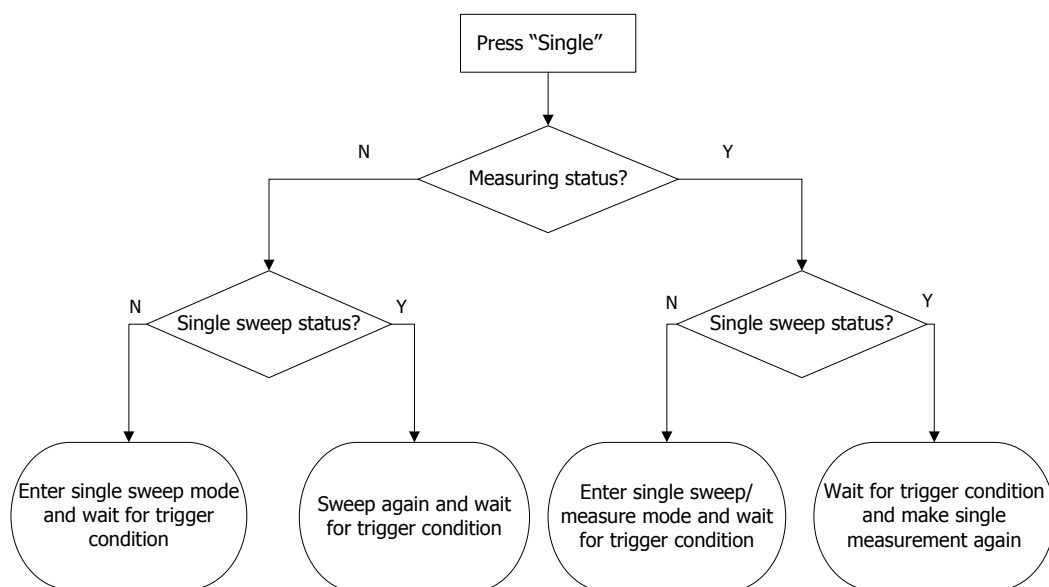 Press “Single”
N
Y
Measuring status?
N
Y
N
Y
Single sweep status?
Single sweep status?
Enter single sweep mode
and wait for trigger
condition
Sweep again and wait
for trigger condition
Enter single sweep/
measure mode and wait
for trigger condition
Wait for trigger condition
and make single
measurement again